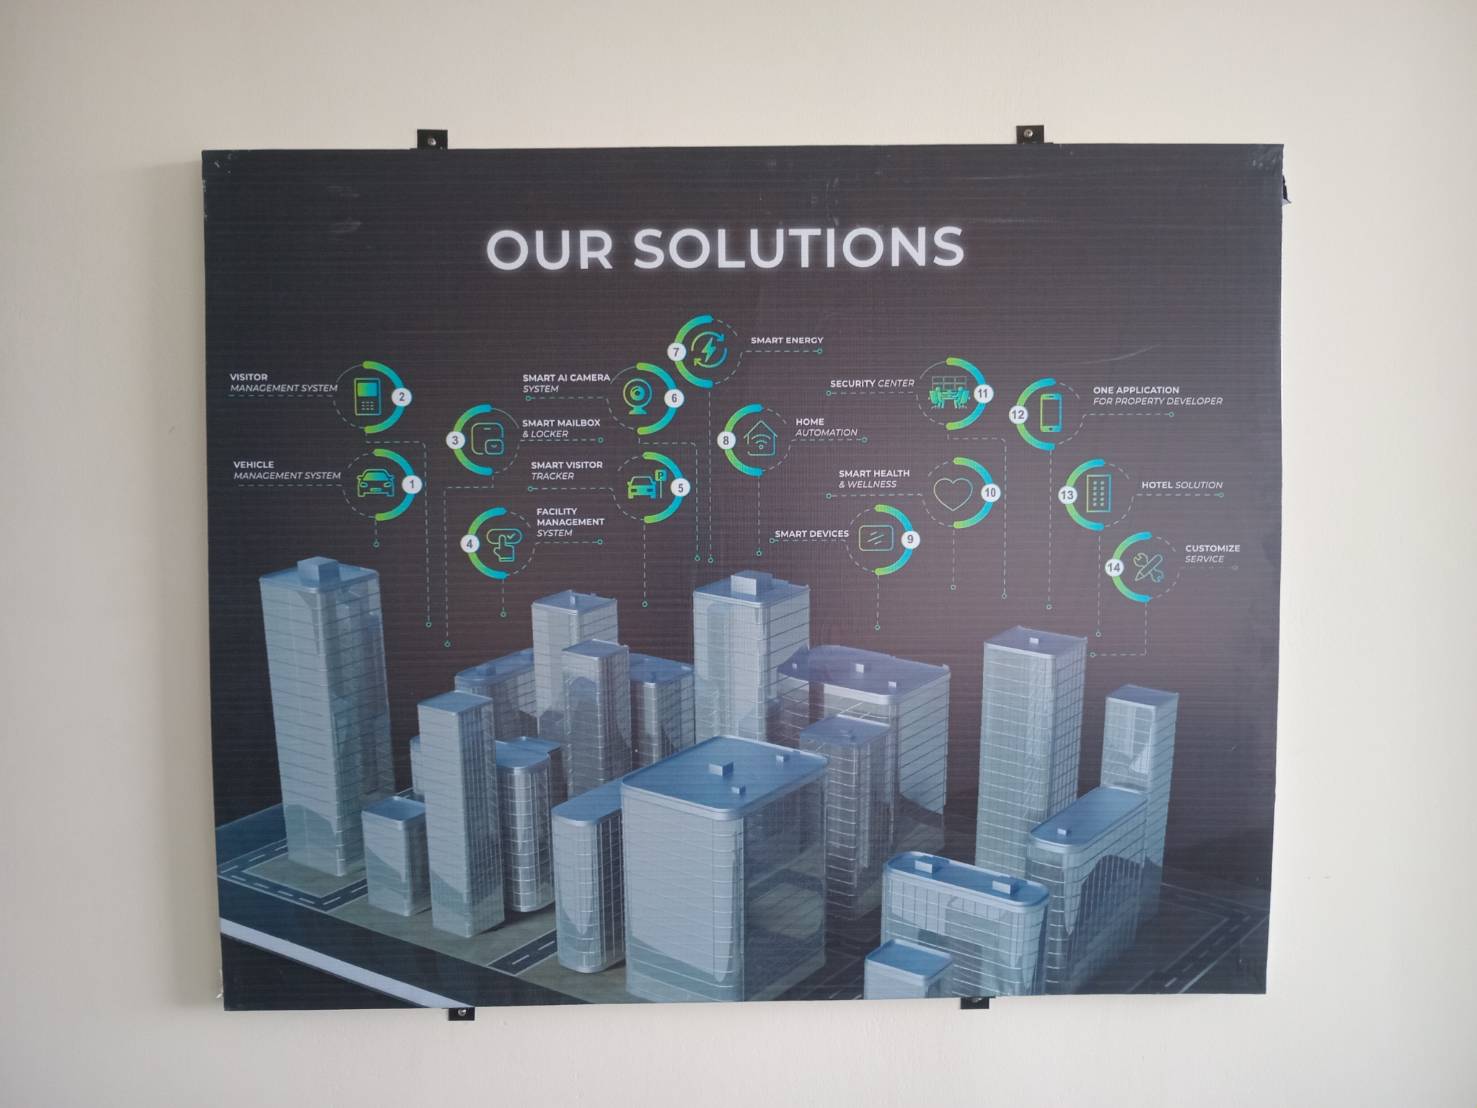 OUR SOLUTIONS
7
SMART ENERGY
VISITOR
MANAGEMENT SYSTEM
2
SMART AI CAMERA
SYSTEM
6
SECURITY CENTER
11
12
ONE APPLICATION
FOR PROPERTY DEVELOPER
3
SMART MAILBOX
& LOCKER
8
HOME
AUTOMATION
VEHICLE
MANAGEMENT SYSTEM
1
SMART VISITOR
TRACKER
P
5
SMART HEALTH
& WELLNESS
10
13
HOTEL SOLUTION
4
FACILITY
MANAGEMENT
SYSTEM
SMART DEVICES
9
14
CUSTOMIZE
SERVICE